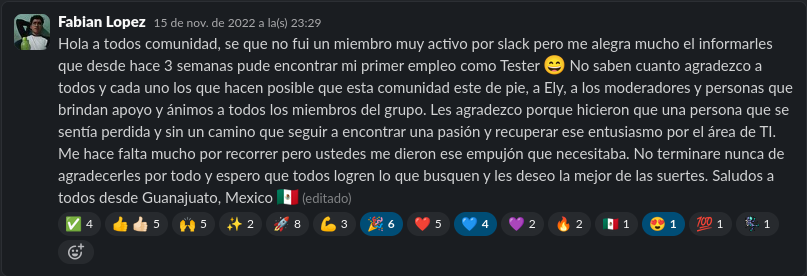 Fabian Lopez 15 de nov. de 2022 a la(s) 23:29
Hola a todos comunidad, se que no fui un miembro muy activo por slack pero me alegra mucho el informarles
que desde hace 3 semanas pude encontrar mi primer empleo como Tester 😄 No saben cuanto agradezco a
todos y cada uno los que hacen posible que esta comunidad este de pie, a Ely, a los moderadores y personas que
brindan apoyo y ánimos a todos los miembros del grupo. Les agradezco porque hicieron que una persona que se
sentía perdida y sin un camino que seguir a encontrar una pasión y recuperar ese entusiasmo por el área de TI.
Me hace falta mucho por recorrer pero ustedes me dieron ese empujón que necesitaba. No terminare nunca de
agradecerles por todo y espero que todos logren lo que busquen y les deseo la mejor de las suertes. Saludos a
todos desde Guanajuato, Mexico 🇲🇽 (editado)
✅ 4 👍👍🏻 5 🙌 5 ✨ 2 🚀 8 💪 3 🎉 6 ❤️ 5 💙 4 💜 2 🔥 2 🇲🇽 1 😍 1 💯 1 1